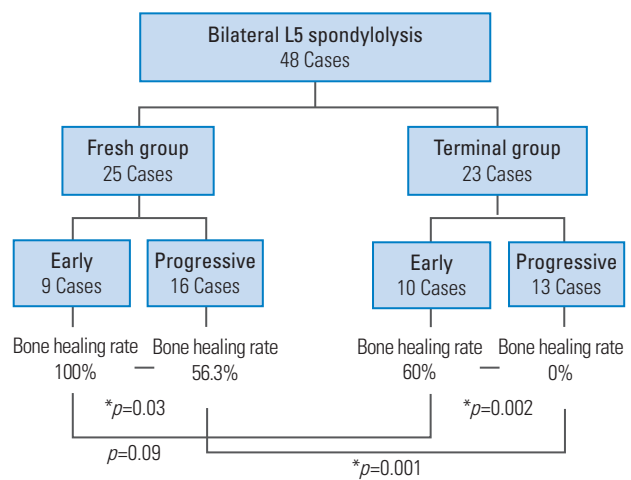 Bilateral L5 spondylolysis
48 Cases
Fresh group
25 Cases
Terminal group
23 Cases
Early
9 Cases
Progressive
16 Cases
Early
10 Cases
Progressive
13 Cases
Bone healing rate
100%
Bone healing rate
56.3%
Bone healing rate
60%
Bone healing rate
0%
*p=0.03
*p=0.002
p=0.09
*p=0.001